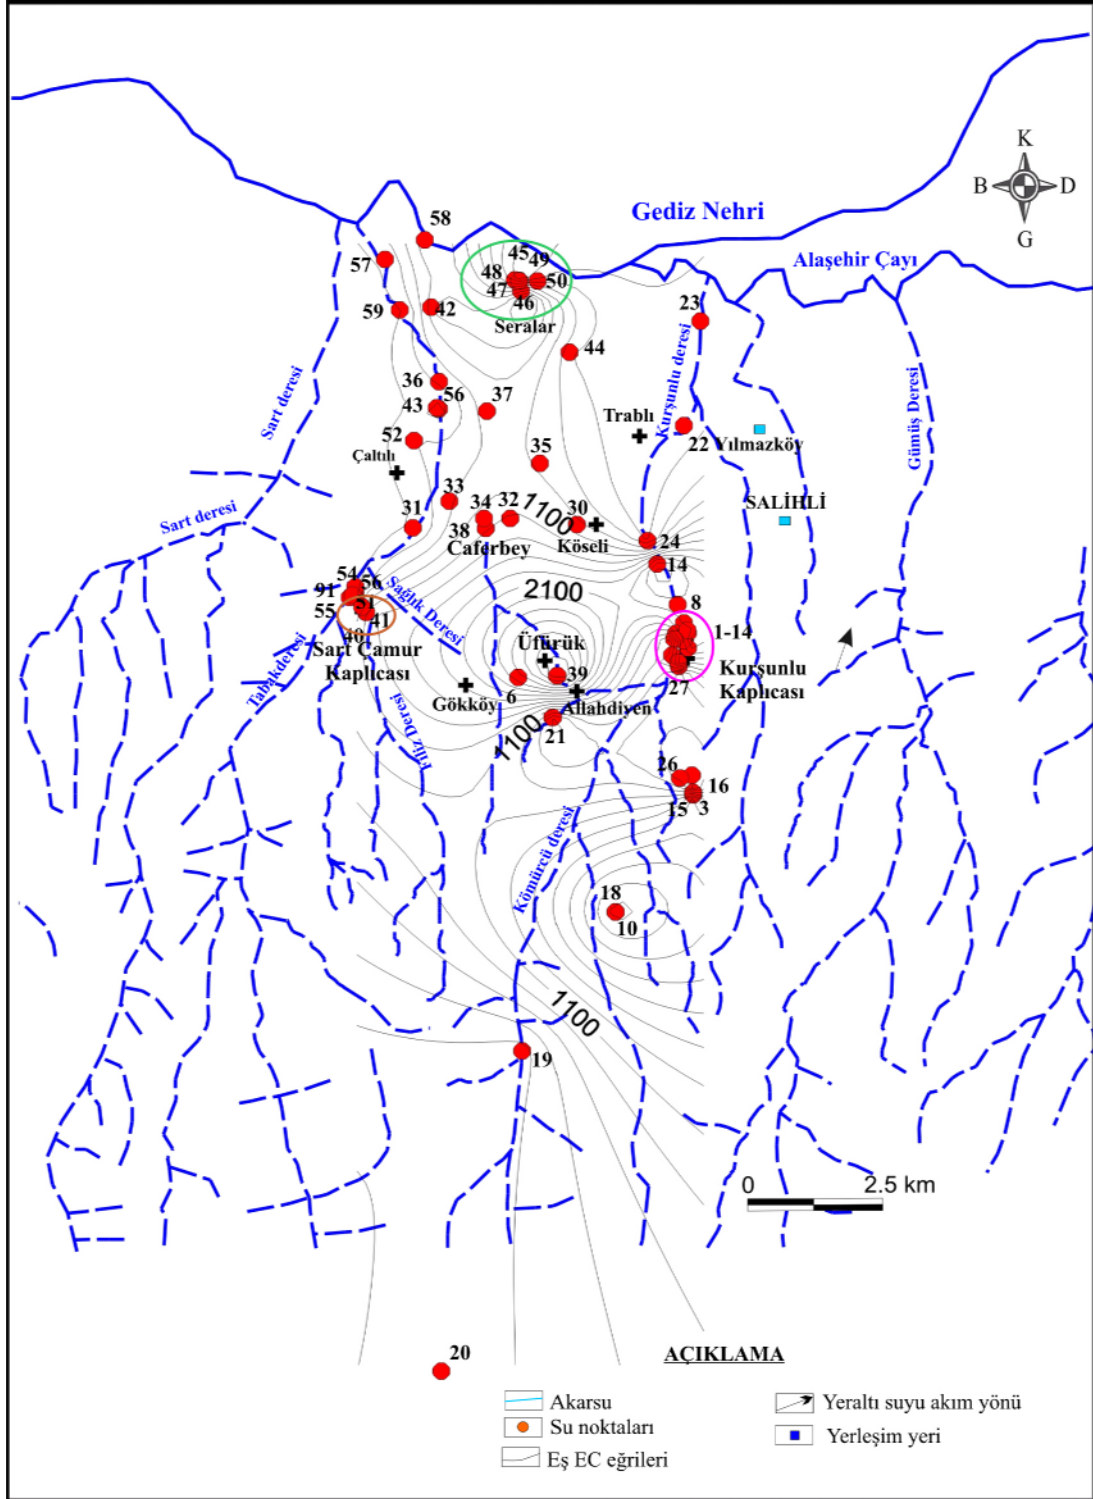 K
B D
G
Gediz Nehri
Alaşehir Çayı
58
57
45
49
48
50
47
46
Seralar
59
42
23
44
Kurşunlu deresi
Sart deresi
36
56
43
37
Trablı
22
Yılmazköy
Gümüş Deresi
52
Çaltılı
35
SALİHLİ
33
34
32
1100
30
31
38
Caferbey
Köseli
24
Sart deresi
14
54
56
91
51
55
41
40
Sağlık Deresi
2100
8
1-14
Sart Çamur
Kaplıcası
Üfürük
Kurşunlu
Kaplıcası
27
Tabakderesi
Gökköy
6
39
Allahdiyen
Filiz Deresi
1100
21
26
16
15
3
Kömürcü deresi
18
10
1100
19
0 2.5 km
20
AÇIKLAMA
Akarsu
Yeraltı suyu akım yönü
Su noktaları
Yerleşim yeri
Eş EC eğrileri